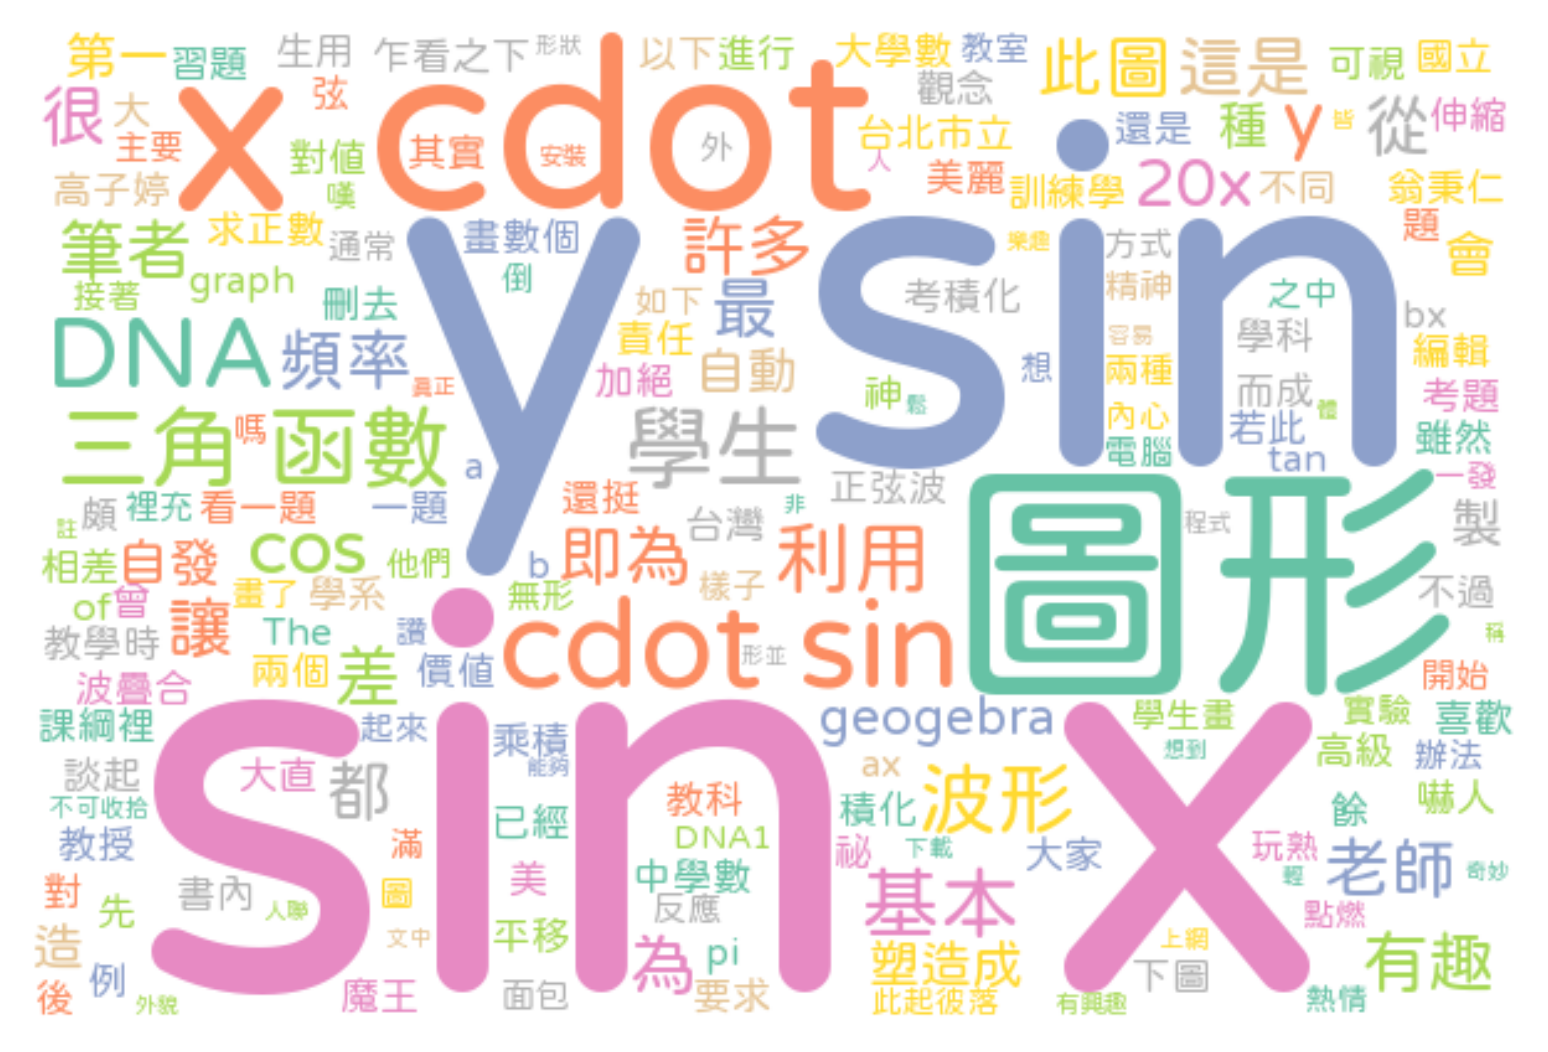 第一 習題 生用 乍看之下 形狀 以下 進行 大學數 教室 此圖 這是 可視 國立
很 大 弦 x cdot 觀念 從 伸縮
主要 對值 其實 安裝 外 台北市立 還是 種 y 皆
高子婷 嘆 人 美麗 訓練學 20x 不同 翁秉仁
筆者 求正數 通常 畫數個 許多 樂趣 方式 題 會
接著 graph 刪去 倒 y sin 如下 最 考積化 精神 之中 bx
DNA 頻率 責任 自動 容易 學科 編輯
真正 加絕 神 鬆 想 兩種 而成 考題
三角函數 嗎 學生 內心 若此 體 雖然
a 電腦 tan 一發
頗 裡充 看一題 一題 還挺 非 正弦波 圖形 程式 製
註 台灣
相差 自發 cos 他們 b 即為 利用
of 曾 畫了 學系 無形 樣子 不過
教學時 讓 The 讚 cdot sin 形並 稱
波疊合 兩個 差 價值 開始
課綱裡 起來 乘積 geogebra 學生畫 實驗 喜歡
談起 大直 都 sin x 能夠 ax 想到 高級 辦法
不可收拾 已經 教科 積化 波形 餘 嚇人
教授 滿 DNA1 祕 下載 大家 玩熟 老師 奇妙
對 書內 圖 美 中學數 基本 輕
先 人聯 反應 點燃
造 文中 平移 為 pi 塑造成 上網 有趣
後 例 外貌 魔王 面包 要求 此起彼落 下圖 有興趣 熱情